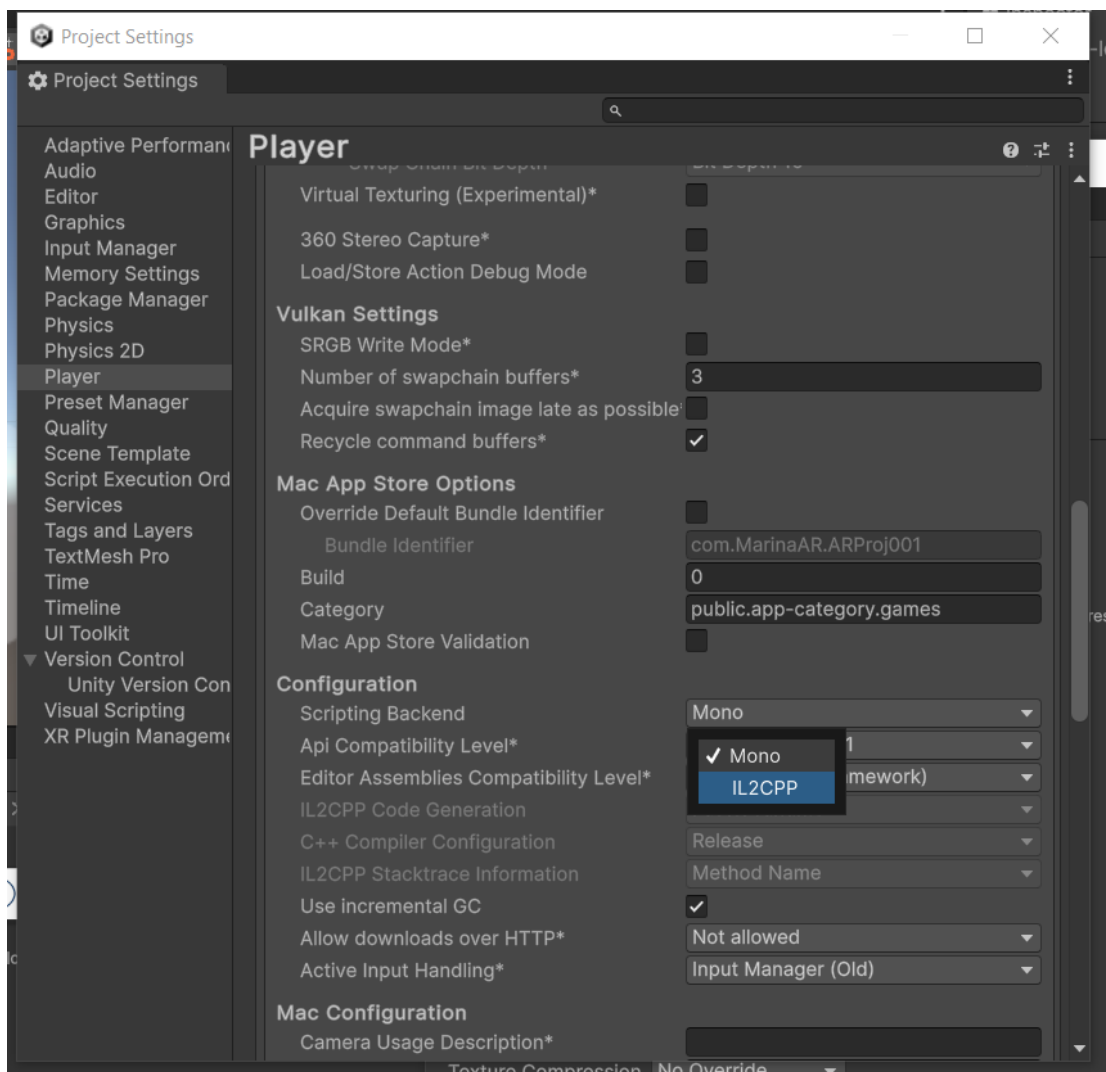 Project Settings
Project Settings
Player
Adaptive Performan
Audio
Editor
Graphics
Input Manager
Memory Settings
Package Manager
Physics
Physics 2D
Player
Preset Manager
Quality
Scene Template
Script Execution Ord
Services
Tags and Layers
TextMesh Pro
Time
Timeline
UI Toolkit
Version Control
Unity Version Con
Visual Scripting
XR Plugin Manageme
Virtual Texturing (Experimental)*
360 Stereo Capture*
Load/Store Action Debug Mode
Vulkan Settings
SRGB Write Mode*
Number of swapchain buffers* 3
Acquire swapchain image late as possible*
Recycle command buffers*
Mac App Store Options
Override Default Bundle Identifier
Bundle Identifier com.MarinaAR.ARProj001
Build 0
Category public.app-category.games
Mac App Store Validation
Configuration
Scripting Backend Mono
Api Compatibility Level* 1
Mono
Editor Assemblies Compatibility Level* mework)
IL2CPP
IL2CPP Code Generation
C++ Compiler Configuration Release
IL2CPP Stacktrace Information Method Name
Use incremental GC
Allow downloads over HTTP* Not allowed
Active Input Handling* Input Manager (Old)
Mac Configuration
Camera Usage Description*
Texture Compression No Override